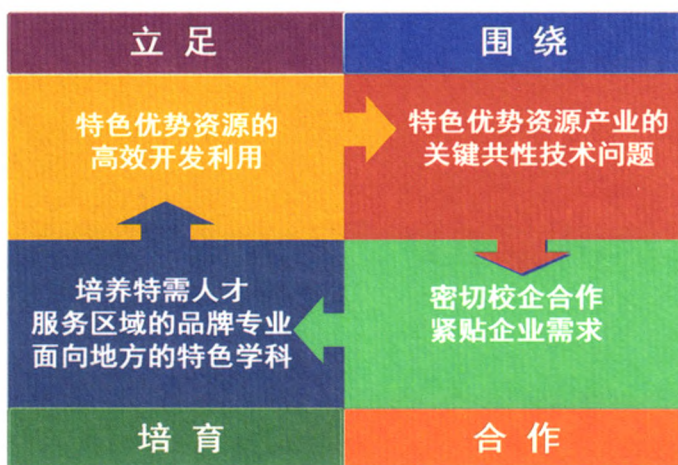 立足
围绕
特色优势资源的
高效开发利用
特色优势资源产业的
关键共性技术问题
培养特需人才
服务区域的品牌专业
面向地方的特色学科
密切校企合作
紧贴企业需求
培育
合作